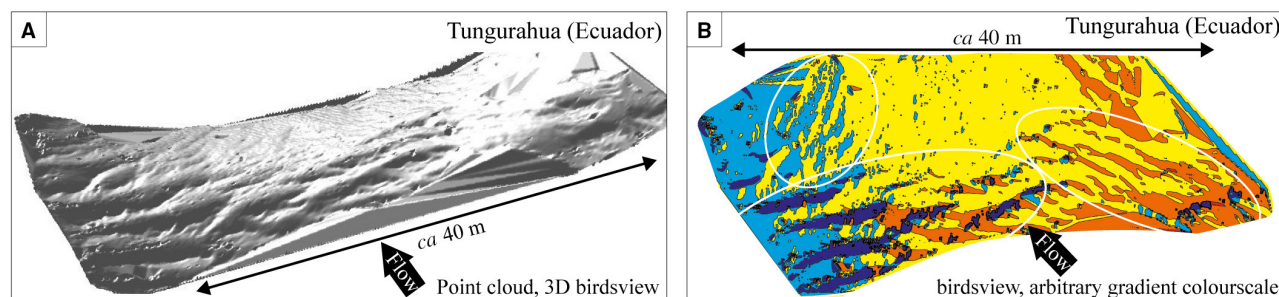 A
Tungurahua (Ecuador)
ca 40 m
Flow
Point cloud, 3D birdsview
B
Tungurahua (Ecuador)
ca 40 m
Flow
birdsview, arbitrary gradient colourscale